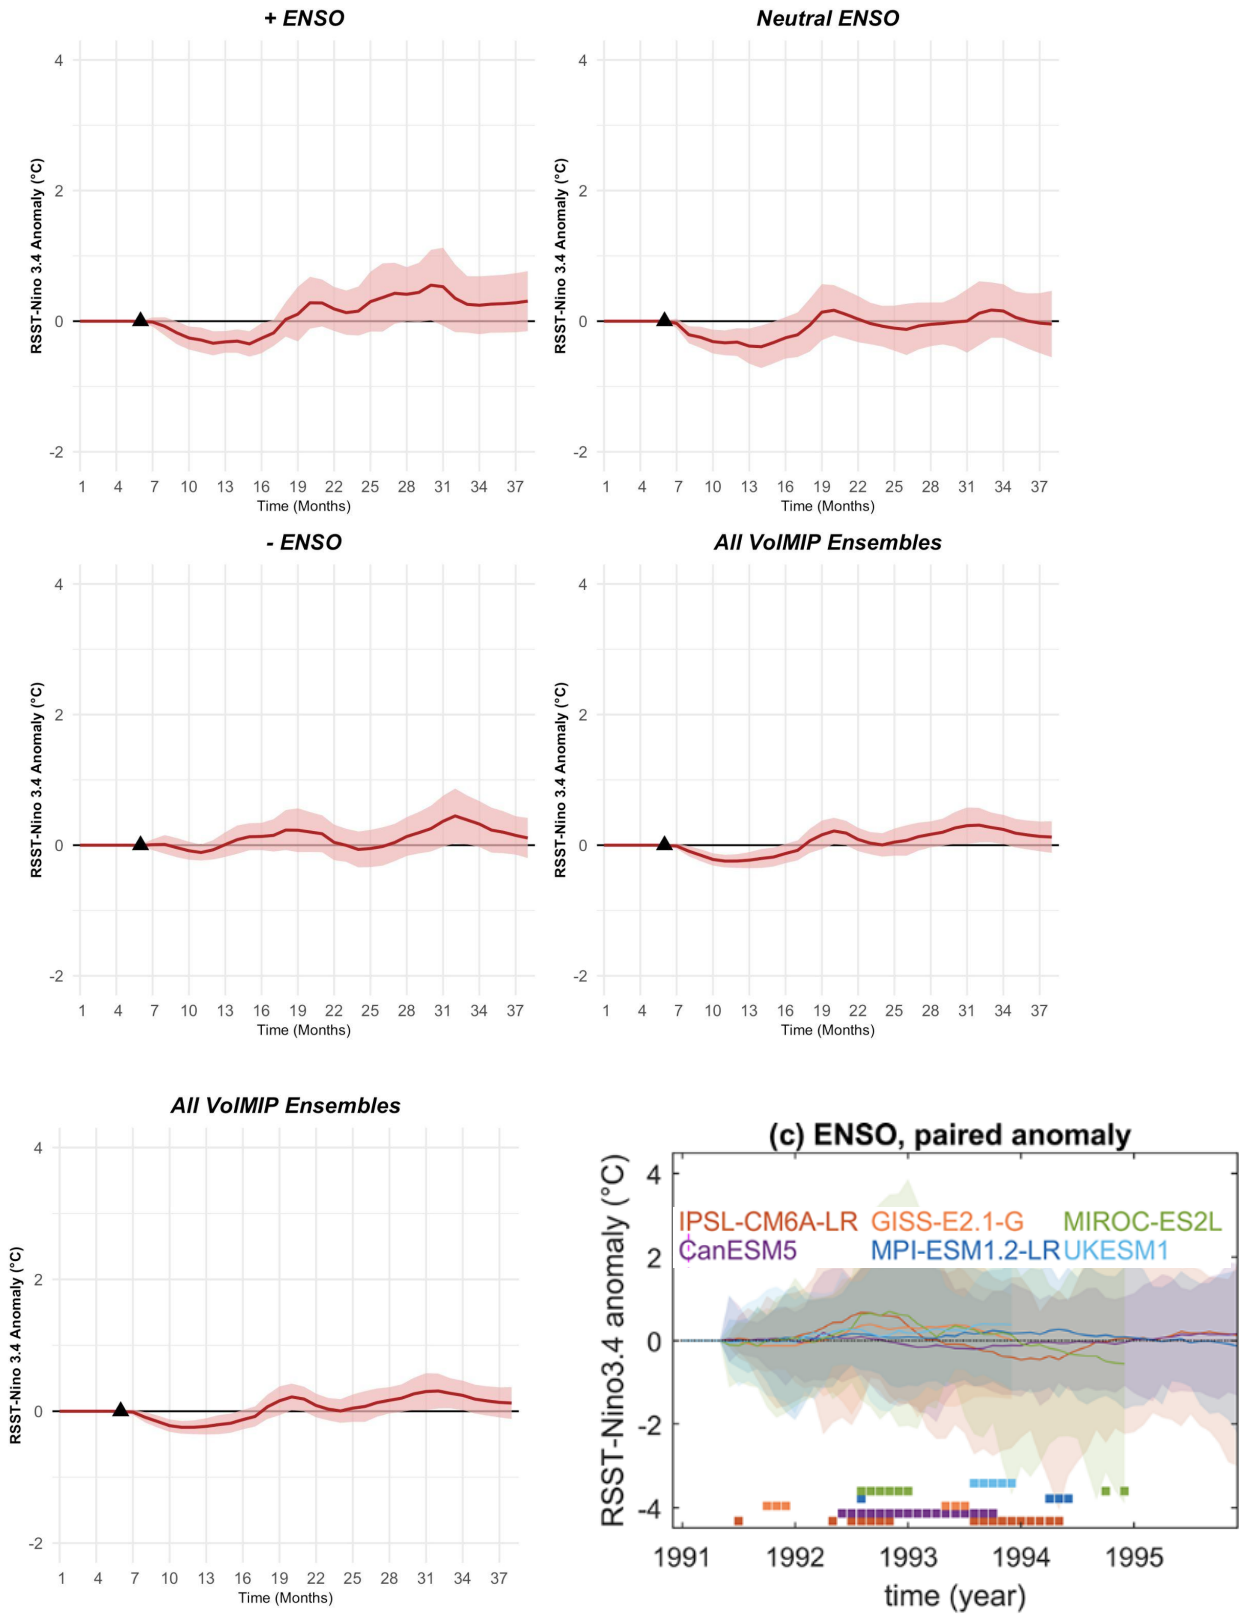 + ENSO
RSST-Nino 3.4 Anomaly (°C)
4
2
0
-2
1 4 7 10 13 16 19 22 25 28 31 34 37
Time (Months)
Neutral ENSO
RSST-Nino 3.4 Anomaly (°C)
4
2
0
-2
1 4 7 10 13 16 19 22 25 28 31 34 37
Time (Months)
- ENSO
RSST-Nino 3.4 Anomaly (°C)
4
2
0
-2
1 4 7 10 13 16 19 22 25 28 31 34 37
Time (Months)
All VolMIP Ensembles
RSST-Nino 3.4 Anomaly (°C)
4
2
0
-2
1 4 7 10 13 16 19 22 25 28 31 34 37
Time (Months)
All VolMIP Ensembles
RSST-Nino 3.4 Anomaly (°C)
4
2
0
-2
1 4 7 10 13 16 19 22 25 28 31 34 37
Time (Months)
(c) ENSO, paired anomaly
RSST-Nino3.4 anomaly (°C)
4
IPSL-CM6A-LR GISS-E2.1-G MIROC-ES2L
CanESM5 MPI-ESM1.2-LR UKESM1
2
0
-2
-4
1991 1992 1993 1994 1995
time (year)